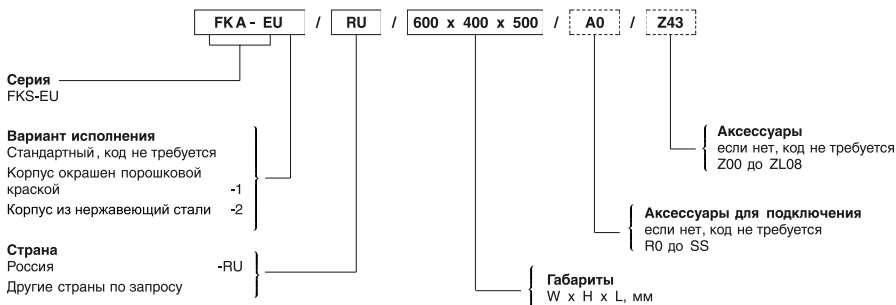 FKA-EU / RU / 600 x 400 x 500 / A0 / Z43
Серия
FKS-EU
Вариант исполнения
Стандартный, код не требуется
Корпус окрашен порошковой
краской -1
Корпус из нержавеющий стали -2
Страна
Россия -RU
Другие страны по запросу
Габариты
W x H x L, мм
Аксессуары для подключения
если нет, код не требуется
R0 до SS
Аксессуары
если нет, код не требуется
Z00 до ZL08